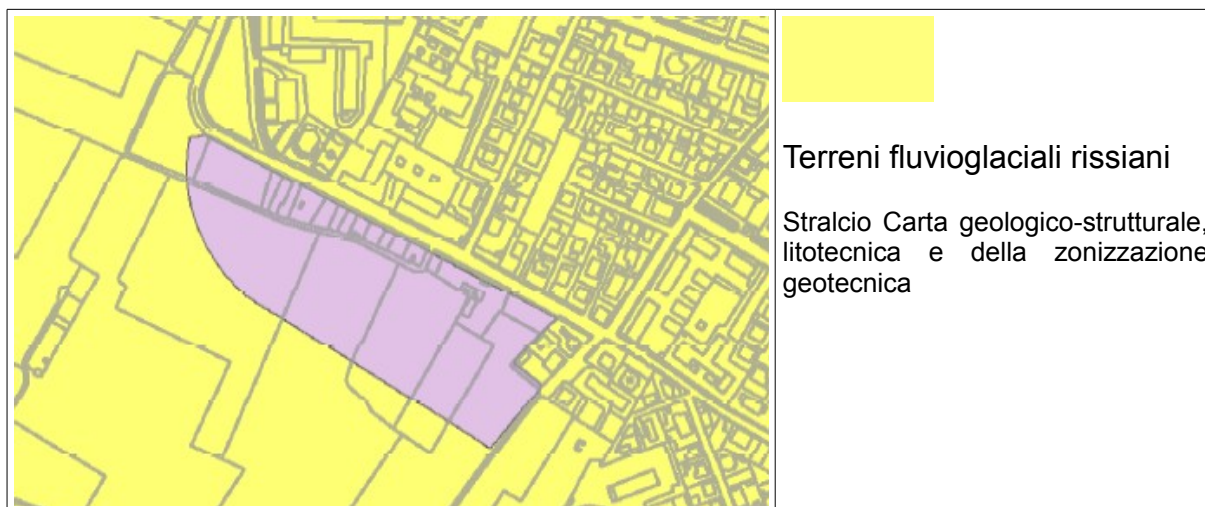 Terreni fluvioglaciali rissiani
Stralcio Carta geologico-strutturale,
litotecnica e della zonizzazione
geotecnica